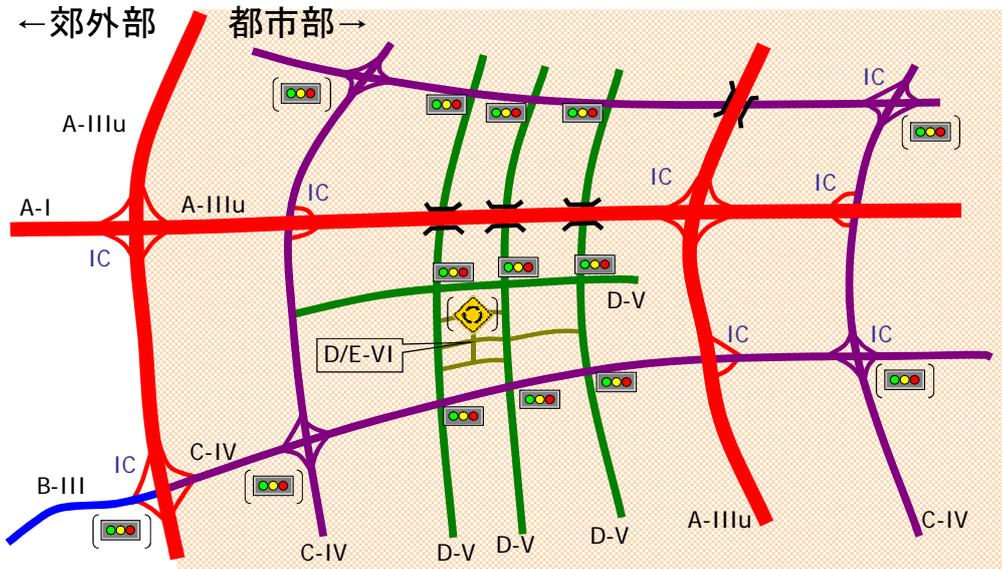 ←郊外部 都市部→
IC
A-IIIu
IC
IC
IC
A-I
A-IIIu
IC
D-V
D/E-VI
IC
IC
C-IV
IC
B-III
A-IIIu
C-IV
C-IV
D-V
D-V
D-V